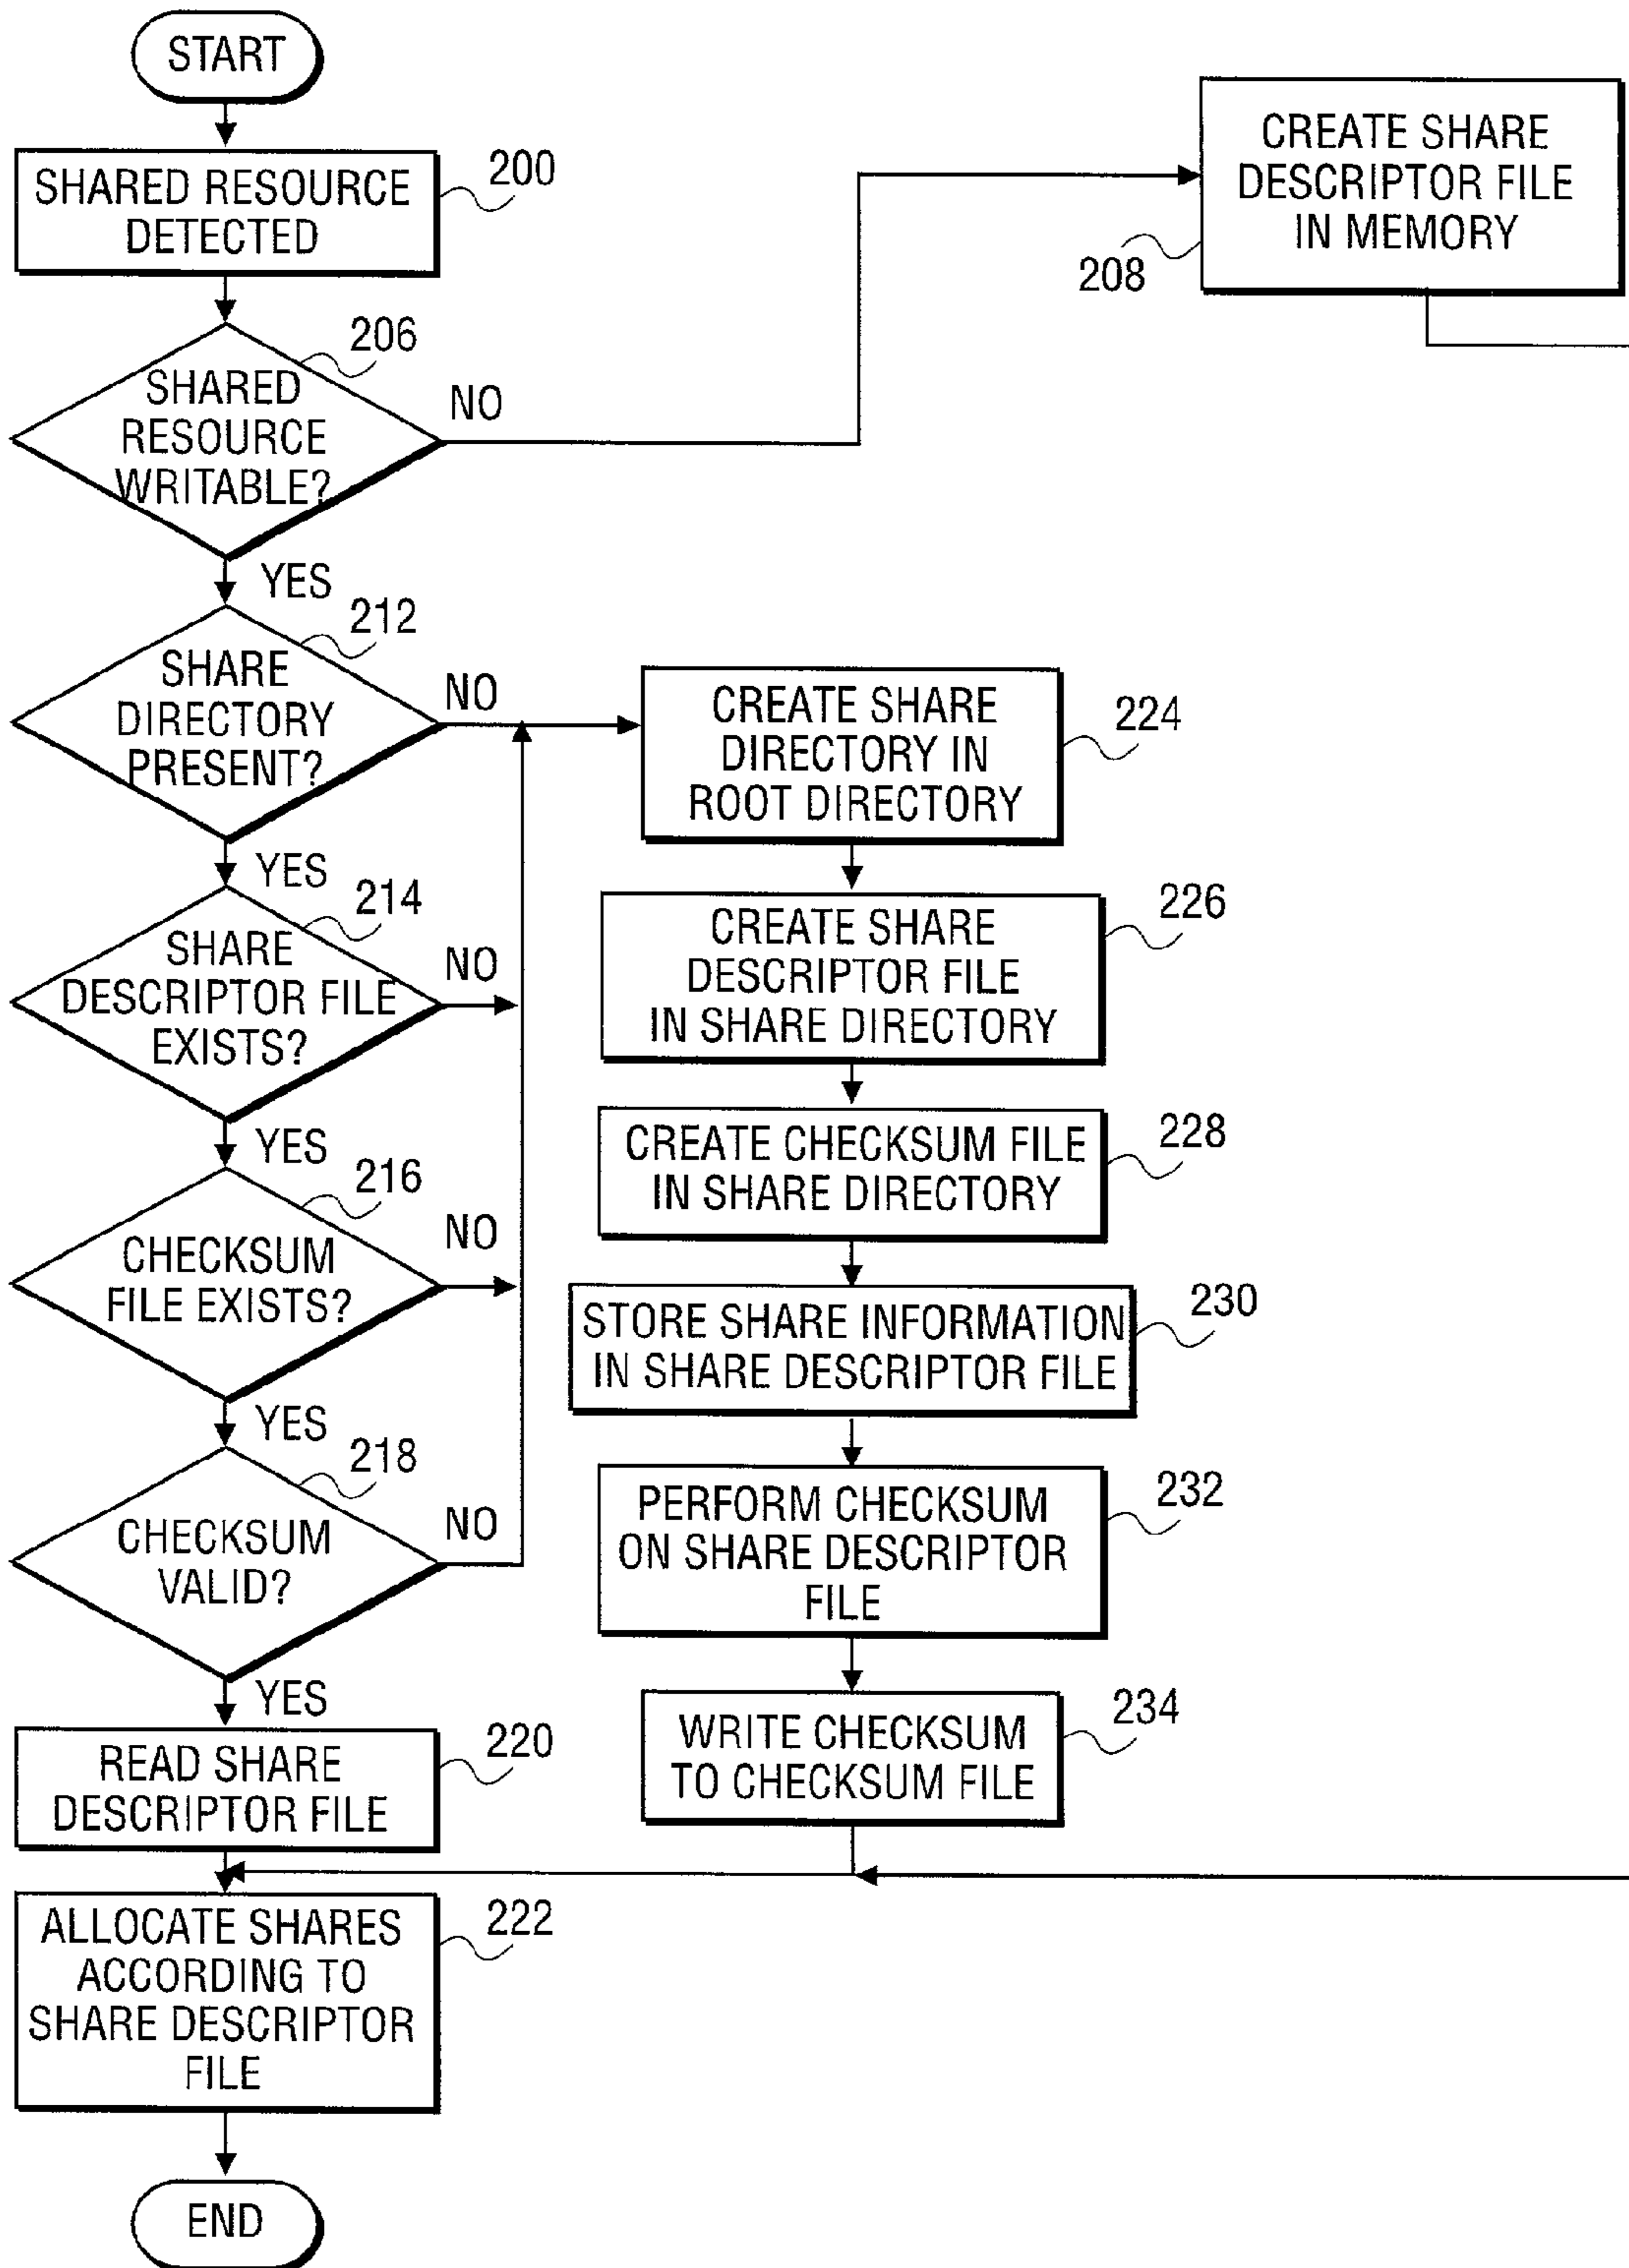 START
SHARED RESOURCE
DETECTED
200
CREATE SHARE
DESCRIPTOR FILE
IN MEMORY
208
206
SHARED
RESOURCE
WRITABLE?
NO
YES
212
SHARE
DIRECTORY
PRESENT?
NO
CREATE SHARE
DIRECTORY IN
ROOT DIRECTORY
224
YES
214
SHARE
DESCRIPTOR FILE
EXISTS?
NO
CREATE SHARE
DESCRIPTOR FILE
IN SHARE DIRECTORY
226
YES
216
CHECKSUM
FILE EXISTS?
NO
CREATE CHECKSUM FILE
IN SHARE DIRECTORY
228
STORE SHARE INFORMATION
IN SHARE DESCRIPTOR FILE
230
YES
218
CHECKSUM
VALID?
NO
PERFORM CHECKSUM
ON SHARE DESCRIPTOR
FILE
232
YES
READ SHARE
DESCRIPTOR FILE
220
WRITE CHECKSUM
TO CHECKSUM FILE
234
ALLOCATE SHARES
ACCORDING TO
SHARE DESCRIPTOR
FILE
222
END